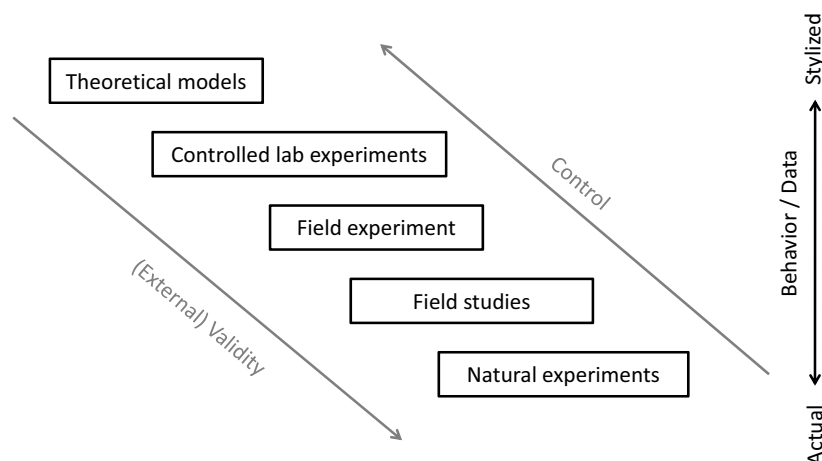 Theoretical models
Controlled lab experiments
Field experiment
Field studies
Natural experiments
(External) Validity
Control
Stylized
Behavior / Data
Actual